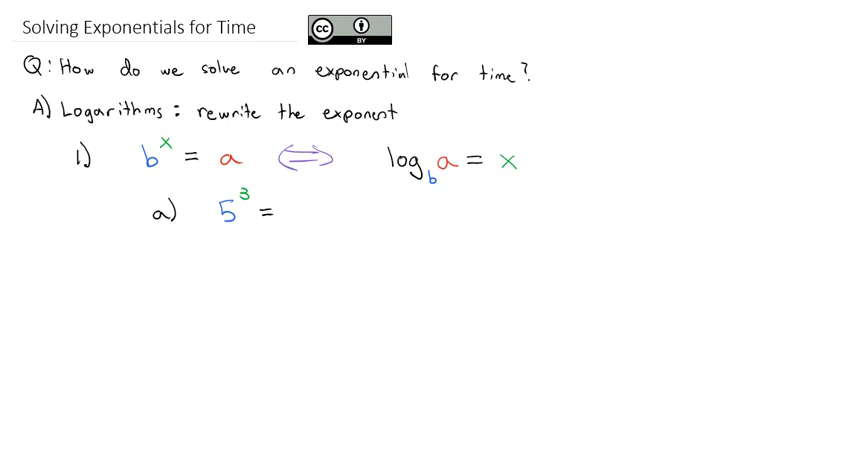 Solving Exponentials for Time
cc BY
Q: How do we solve an exponential for time?
A) Logarithms: rewrite the exponent
1) b^x = a ⟺ log_b a = x
a) 5^3 =